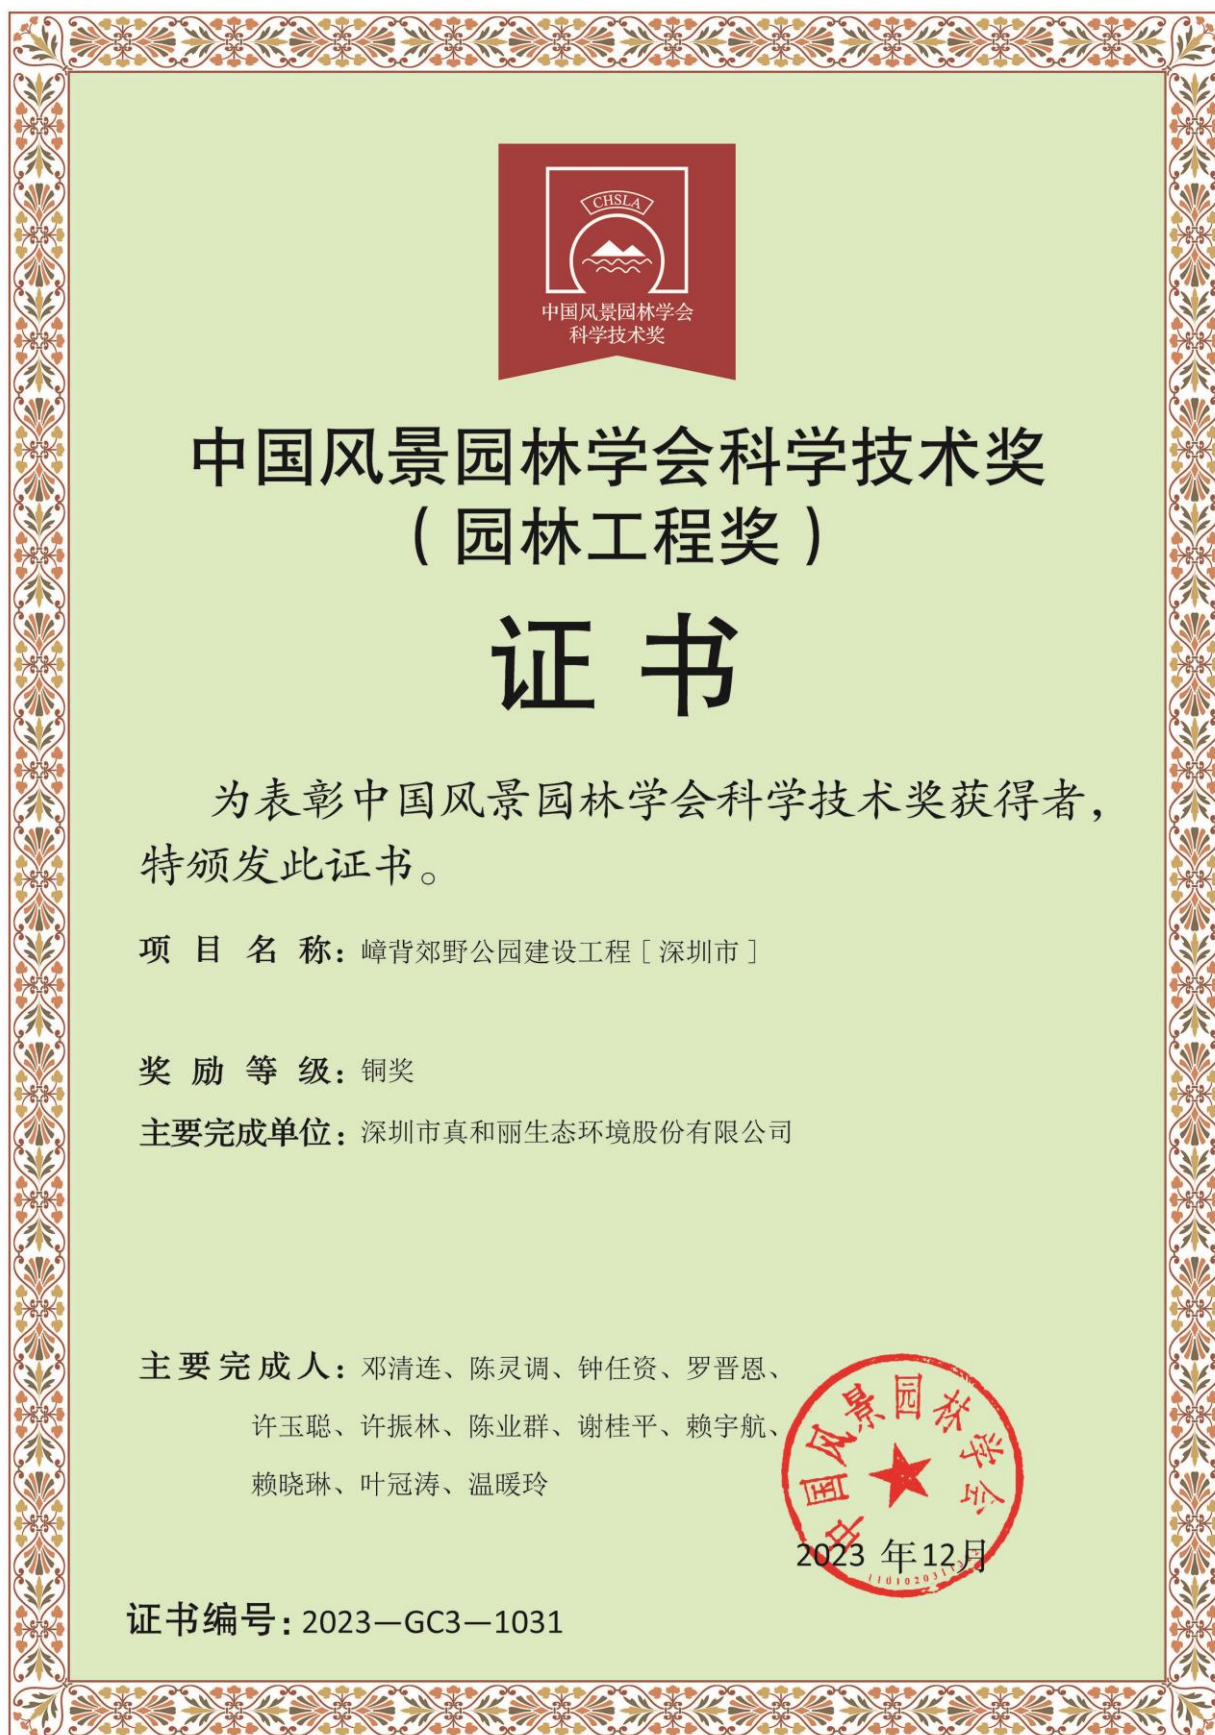 CHSLA
中国风景园林学会
科学技术奖
中国风景园林学会科学技术奖
（园林工程奖）
证书
为表彰中国风景园林学会科学技术奖获得者，
特颁发此证书。
项目名称：嶂背郊野公园建设工程［深圳市］
奖励等级：铜奖
主要完成单位：深圳市真和丽生态环境股份有限公司
主要完成人：邓清连、陈灵调、钟任资、罗晋恩、
许玉聪、许振林、陈业群、谢桂平、赖宇航、
赖晓琳、叶冠涛、温暖玲
中国风景园林学会
2023 年12月
证书编号：2023—GC3—1031